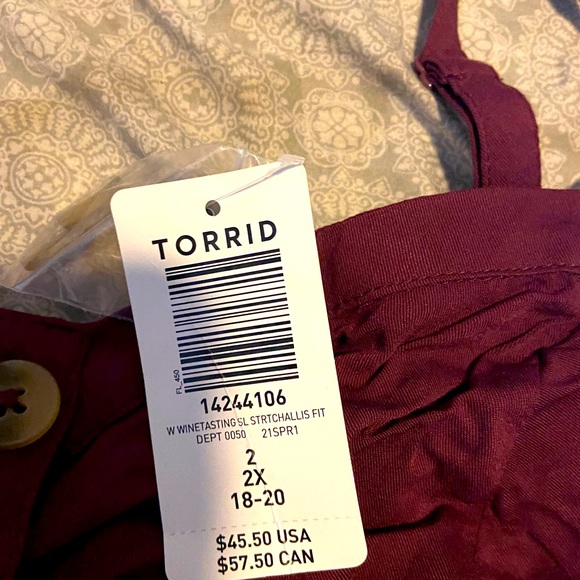 TORRID
FL_450
14244106
W WINETASTING SL STRTCHALLIS FIT
DEPT 0050 21SPR1
2
2X
18-20
$45.50 USA
$57.50 CAN